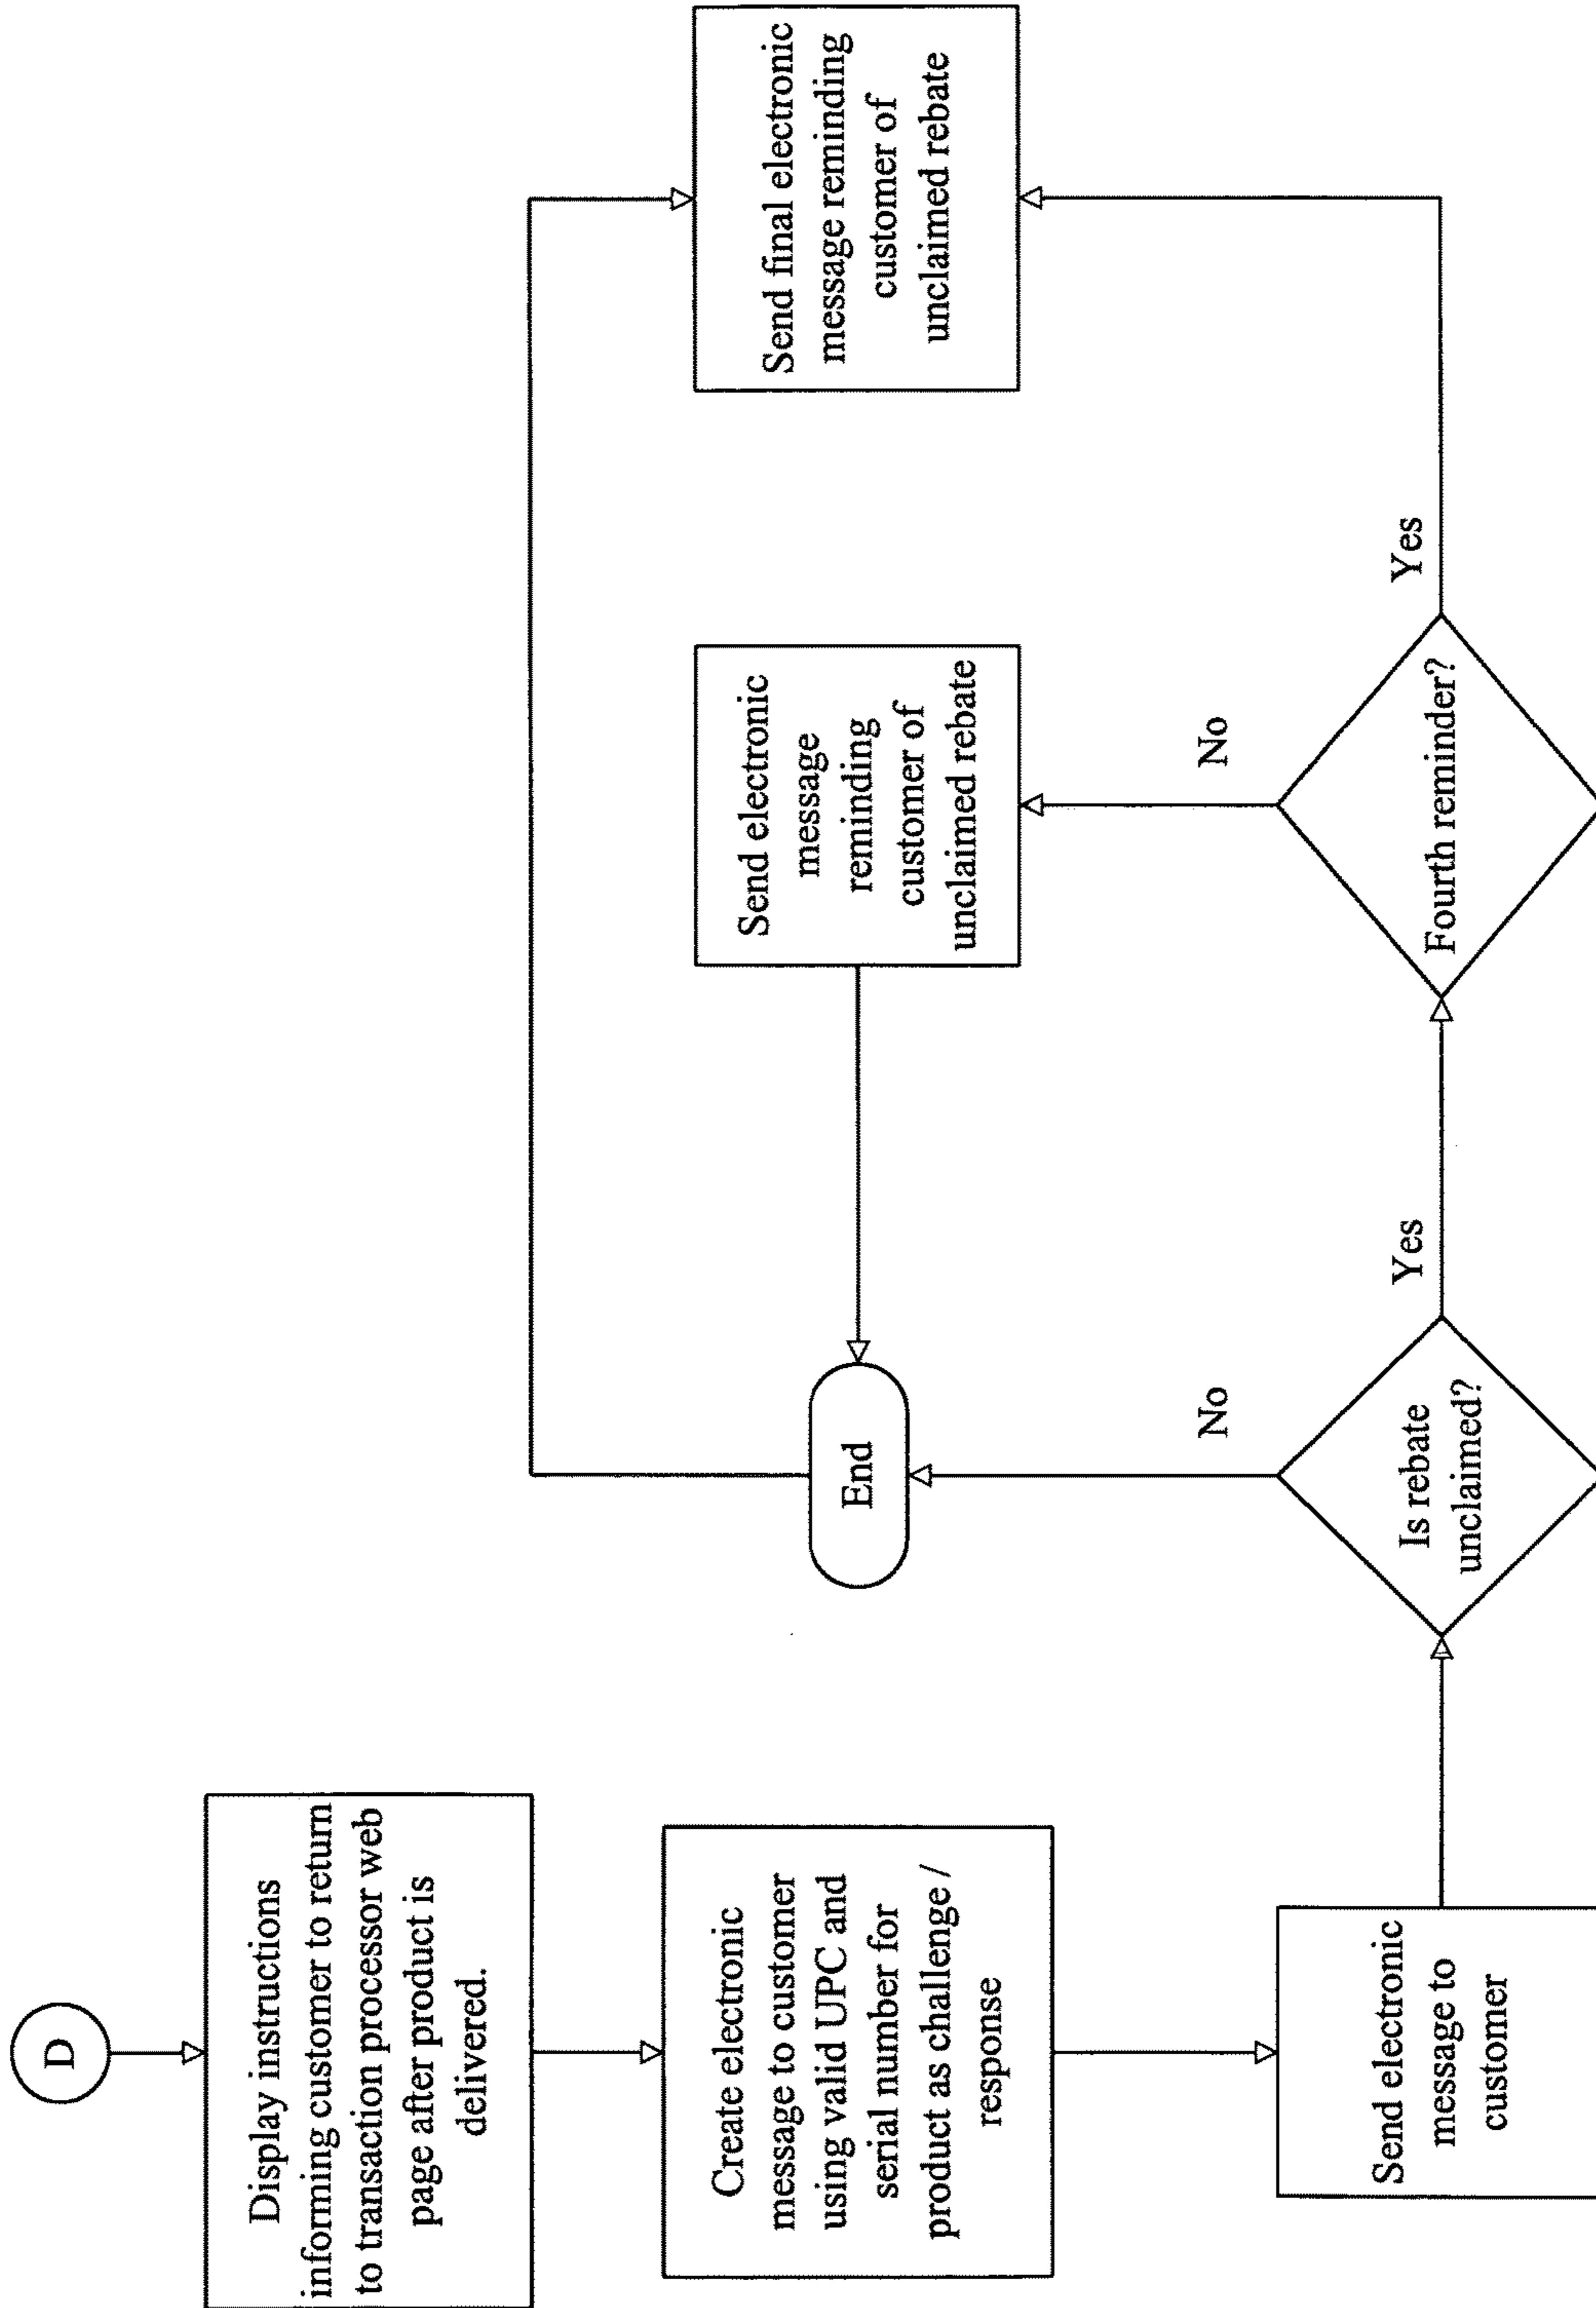 D
Display instructions
informing customer to return
to transaction processor web
page after product is
delivered.
Create electronic
message to customer
using valid UPC and
serial number for
product as challenge /
response
Send electronic
message to
customer
Is rebate
unclaimed?
No
Yes
End
Fourth reminder?
No
Yes
Send electronic
message
reminding
customer of
unclaimed rebate
Send final electronic
message reminding
customer of
unclaimed rebate